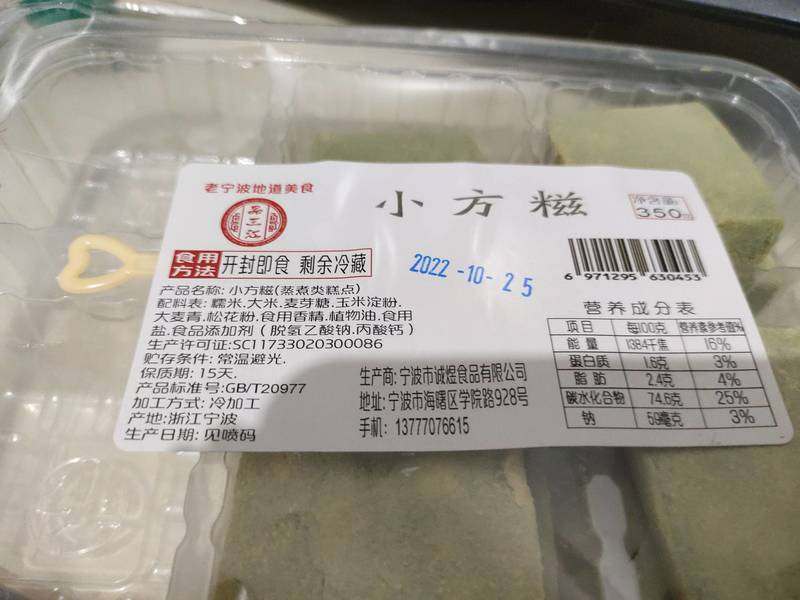 老宁波地道美食
小方糍
净含量
350
吴三江
食用方法
开封即食 剩余冷藏
2022-10-25
6 971295 630453
产品名称: 小方糍(蒸煮类糕点)
配料表: 糯米.大米.麦芽糖.玉米淀粉.
大麦青.松花粉.食用香精.植物油.食用
盐.食品添加剂(脱氢乙酸钠.丙酸钙)
生产许可证:SC11733020300086
贮存条件: 常温避光.
保质期: 15天.
产品标准号:GB/T20977
加工方式: 冷加工
产地:浙江宁波
生产日期: 见喷码
生产商: 宁波市诚煜食品有限公司
地址: 宁波市海曙区学院路928号
手机: 13777076615
营养成分表
项目 每100克 营养素参考值%
能量 1384千焦 16%
蛋白质 1.6克 3%
脂肪 2.4克 4%
碳水化合物 74.6克 25%
钠 59毫克 3%